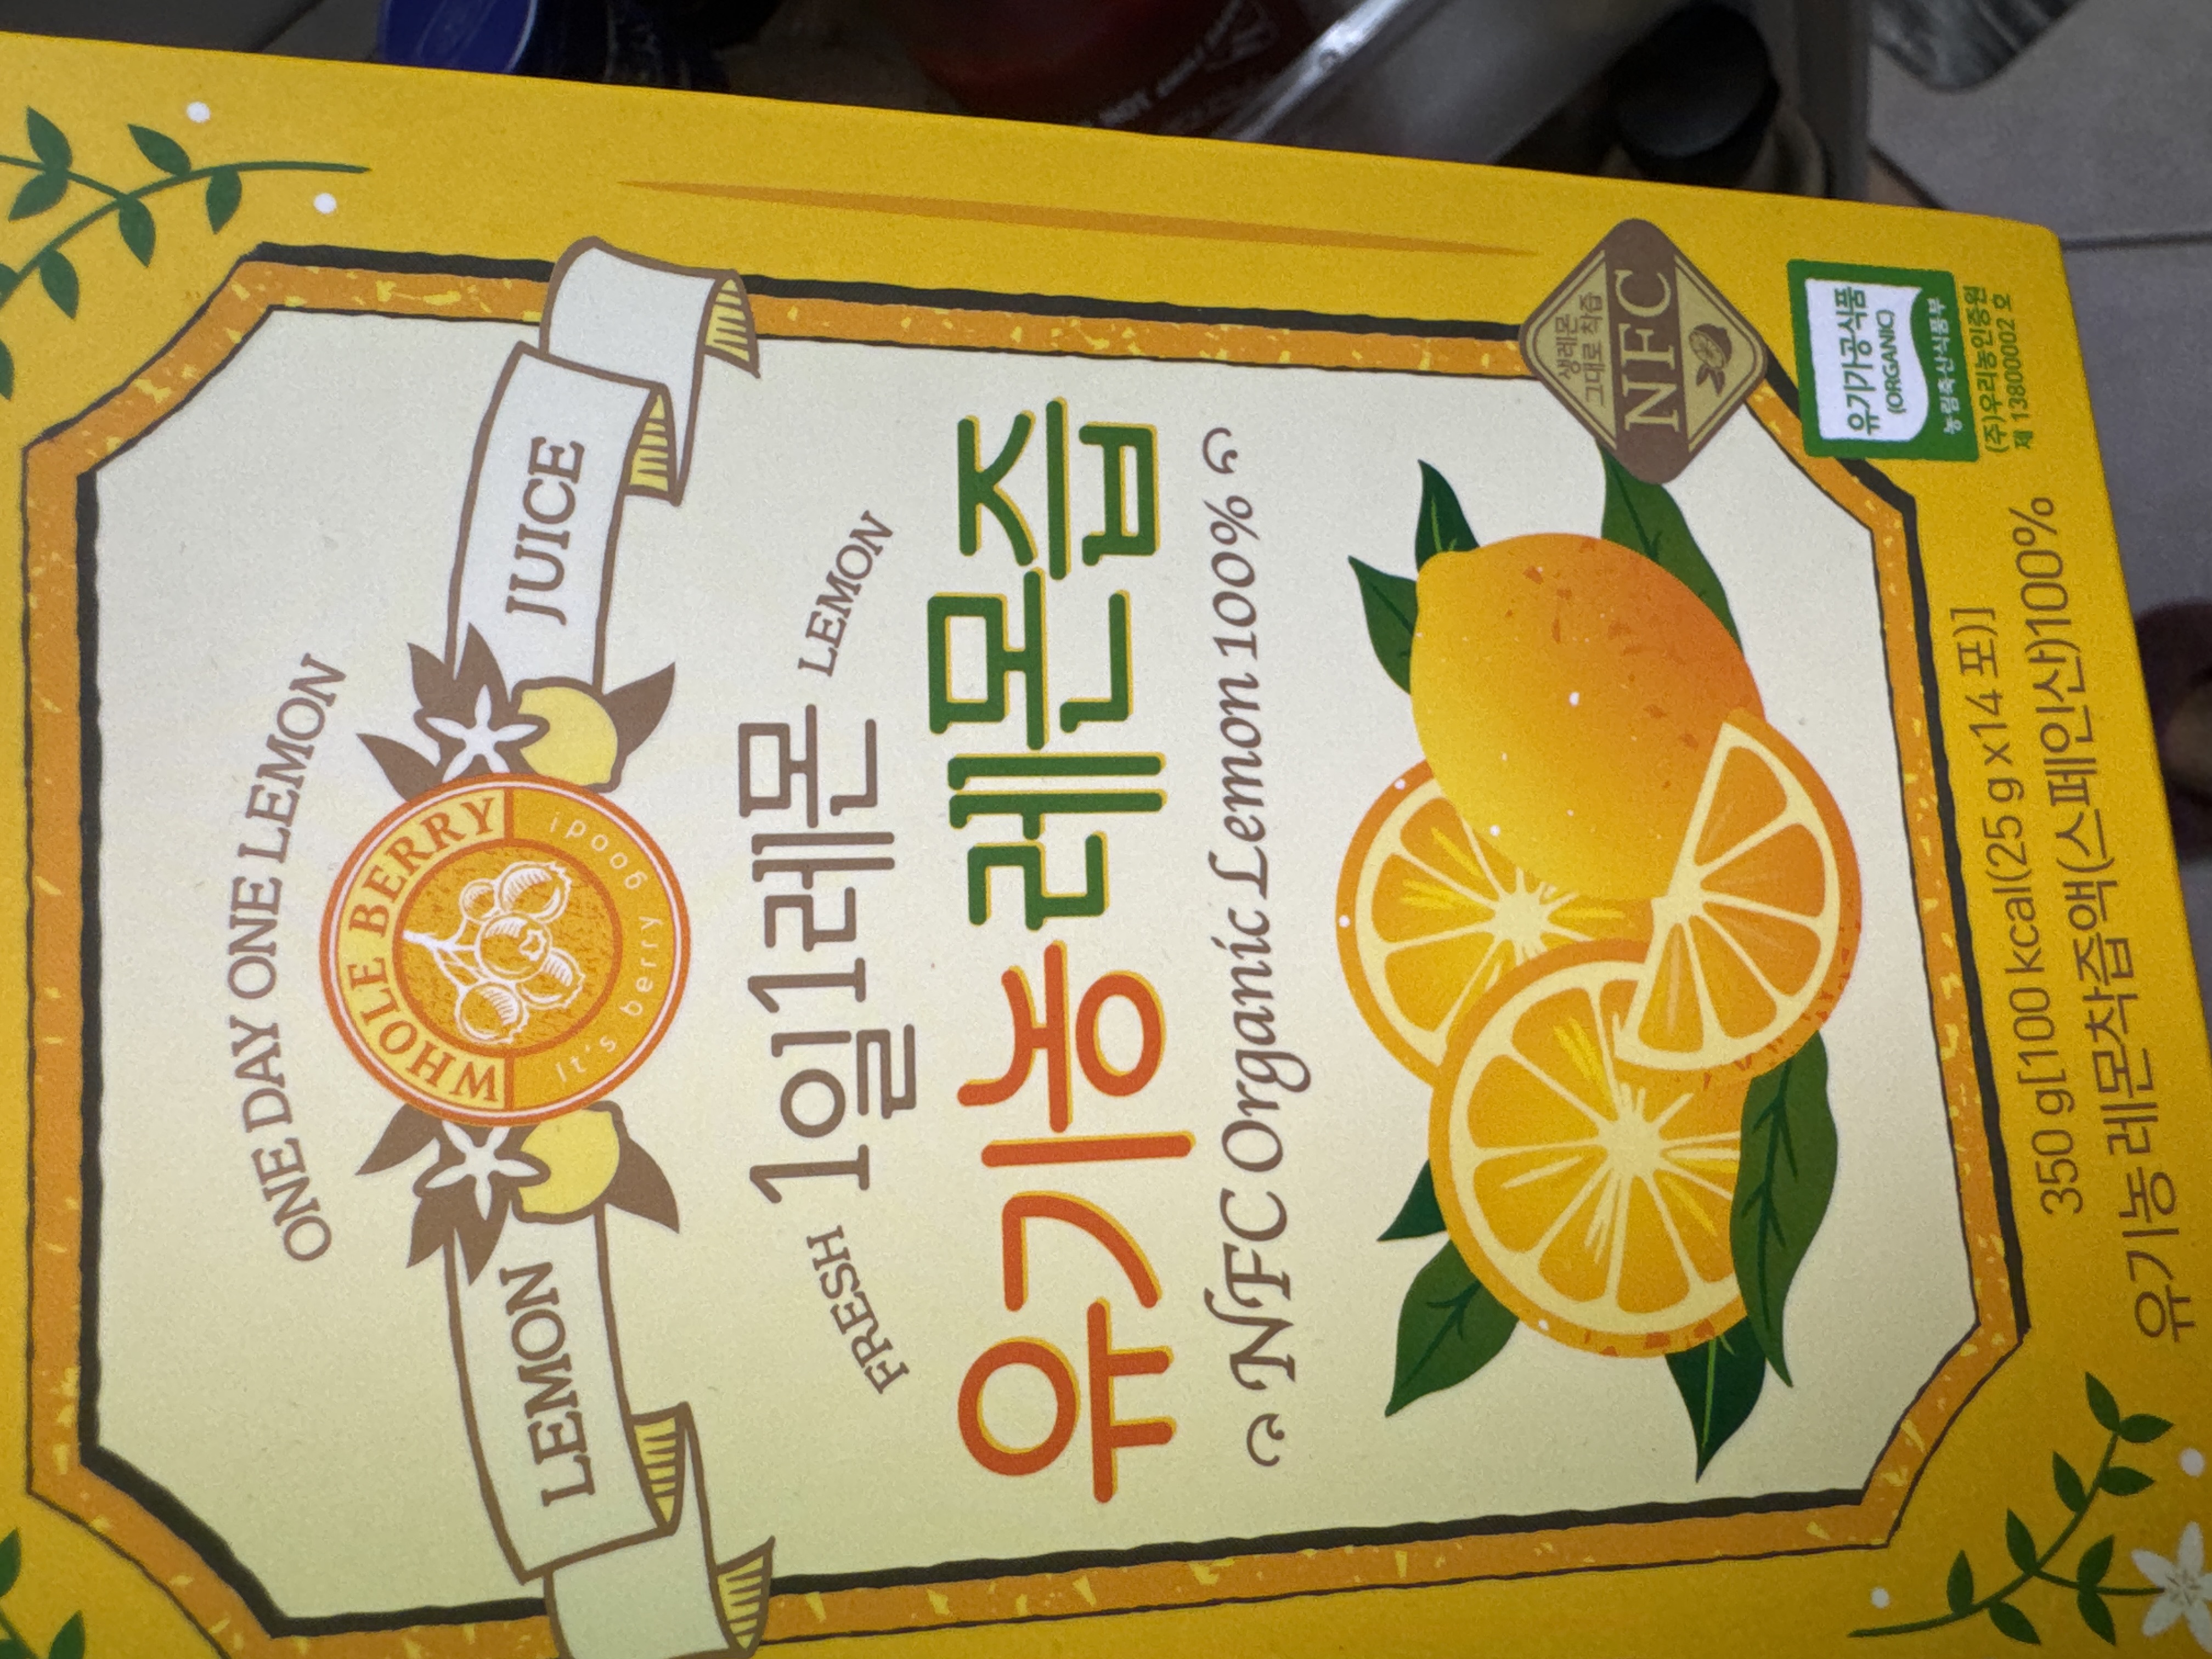 ONE DAY ONE LEMON
LEMON
JUICE
WHOLE BERRY
it's berry good!
FRESH 1일1레몬 LEMON
유기농레몬즙
NFC Organic Lemon 100%
생레몬
그대로 착즙
NFC
유기가공식품
(ORGANIC)
농림축산식품부
(주)우리농인증원
제 13800002 호
350 g[100 kcal(25 g x14 포)]
유기농 레몬착즙액(스페인산)100%